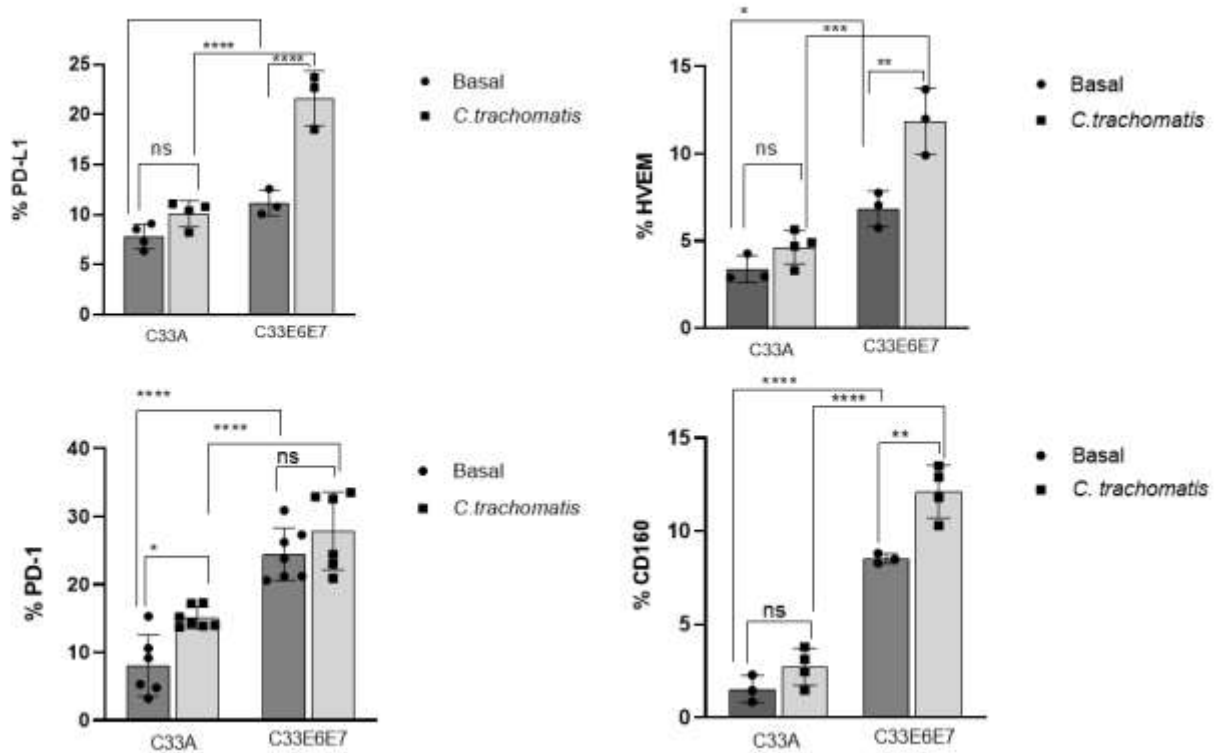 ****
****
25
20
15
10
5
0
% PD-L1
ns
C33A
C33E6E7
Basal
C.trachomatis
*
***
**
15
10
5
0
% HVEM
ns
C33A
C33E6E7
Basal
C.trachomatis
****
****
ns
40
30
20
10
0
% PD-1
*
C33A
C33E6E7
Basal
C.trachomatis
****
****
**
15
10
5
0
% CD160
ns
C33A
C33E6E7
Basal
C. trachomatis